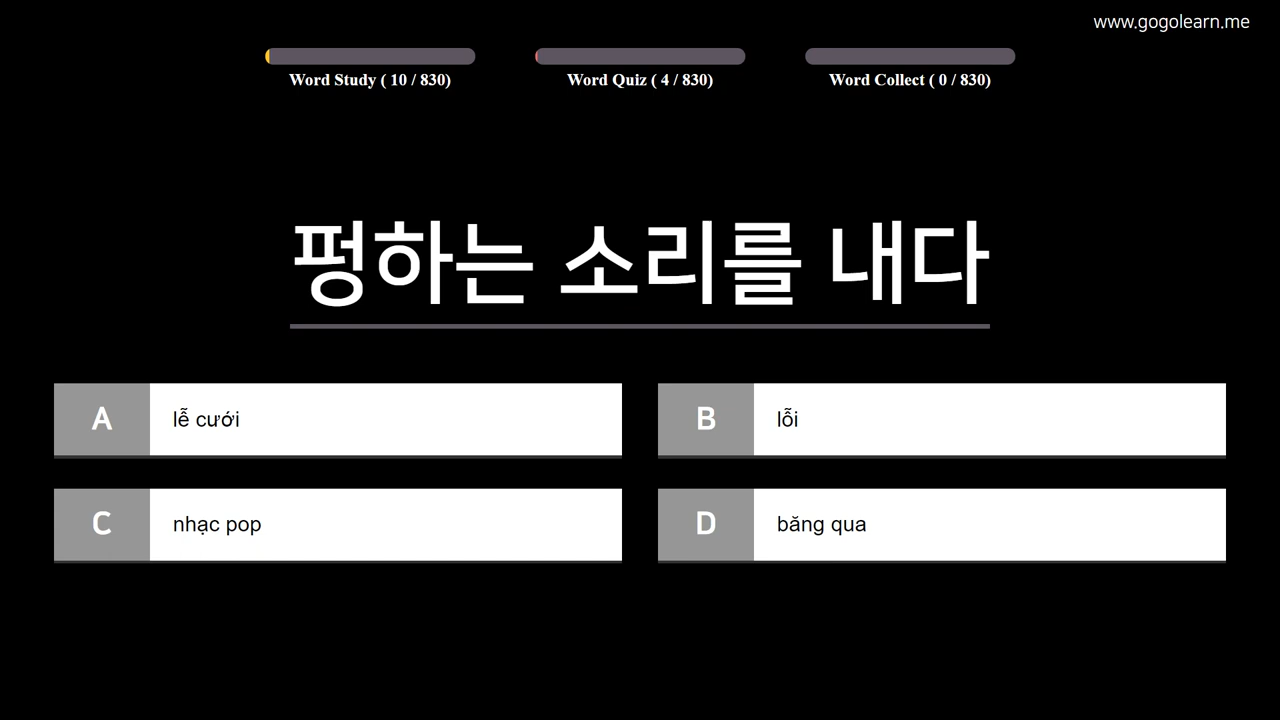 www.gogolearn.me
Word Study ( 10 / 830)
Word Quiz ( 4 / 830)
Word Collect ( 0 / 830)
펑하는 소리를 내다
A lễ cưới
B lỗi
C nhạc pop
D băng qua